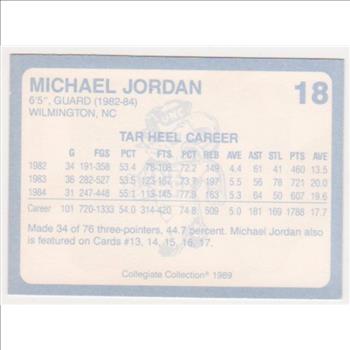 MICHAEL JORDAN 18
6'5", GUARD (1982-84)
WILMINGTON, NC
UNC
TAR HEEL CAREER
G FGS PCT FTS PCT REB AVE AST STL PTS AVE
1982 34 191-358 53.4 78-108 72.2 149 4.4 61 41 460 13.5
1983 36 282-527 53.5 123-167 73.7 197 5.5 56 78 721 20.0
1984 31 247-448 55.1 113-145 77.9 163 5.3 64 50 607 19.6
Career 101 720-1333 54.0 314-420 74.8 509 5.0 181 169 1788 17.7
Made 34 of 76 three-pointers, 44.7 percent. Michael Jordan also
is featured on Cards #13, 14, 15, 16, 17.
Collegiate Collection® 1989